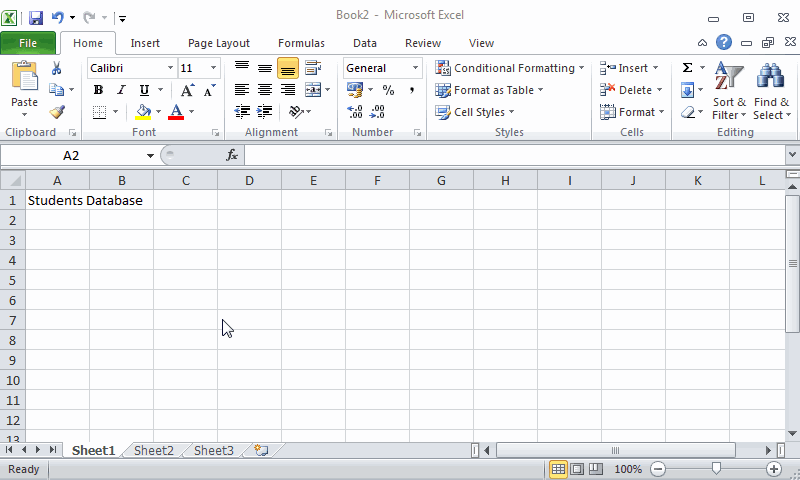 Book2 - Microsoft Excel
File Home Insert Page Layout Formulas Data Review View
Paste
Calibri 11
B I U A A
A
General
% ,
.00 .0
Conditional Formatting
Format as Table
Cell Styles
Insert
Delete
Format
Σ
Sort & Filter
Find & Select
Clipboard Font Alignment Number Styles Cells Editing
A2 fx
A B C D E F G H I J K L
1 Students Database
2
3
4
5
6
7
8
9
10
11
12
13
Sheet1 Sheet2 Sheet3
Ready 100%